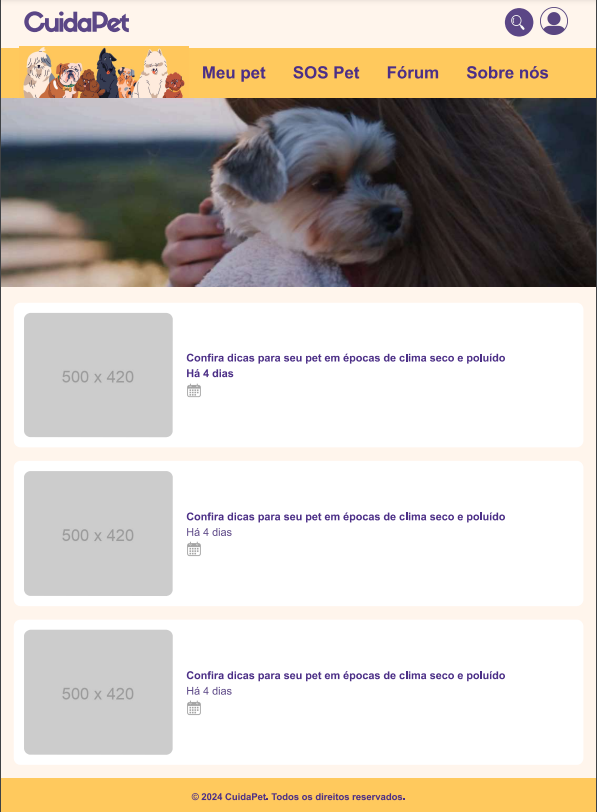 CuidaPet
Meu pet SOS Pet Fórum Sobre nós
500 x 420
Confira dicas para seu pet em épocas de clima seco e poluído
Há 4 dias
500 x 420
Confira dicas para seu pet em épocas de clima seco e poluído
Há 4 dias
500 x 420
Confira dicas para seu pet em épocas de clima seco e poluído
Há 4 dias
© 2024 CuidaPet. Todos os direitos reservados.